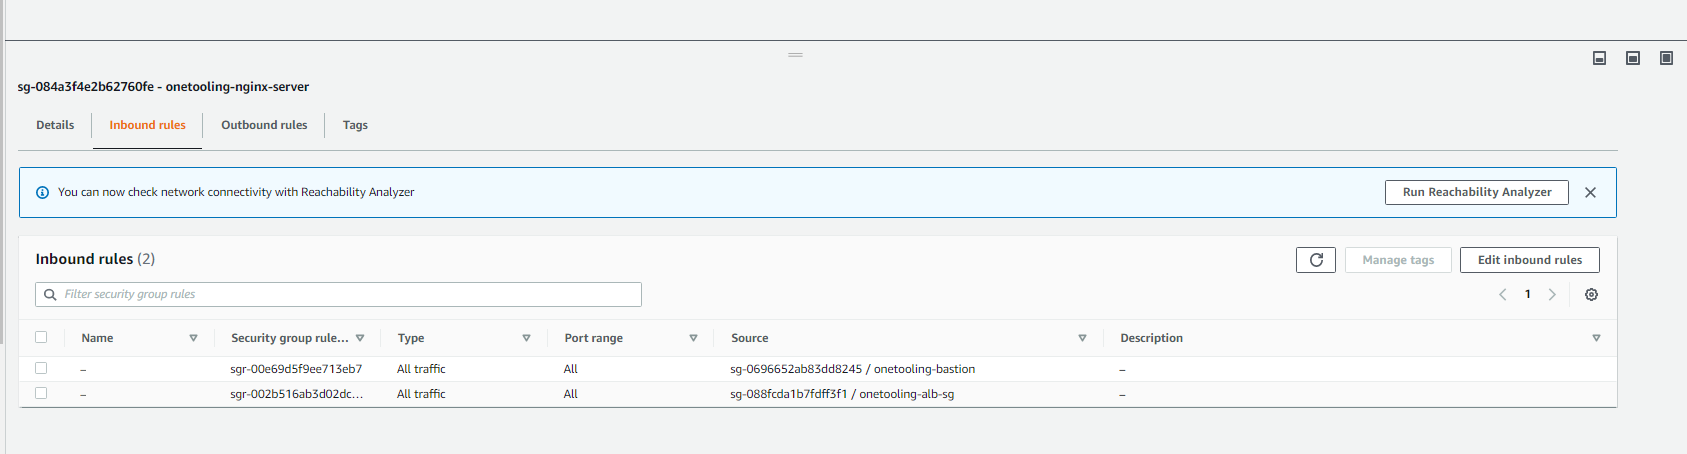 sg-084a3f4e2b62760fe - onetooling-nginx-server
Details Inbound rules Outbound rules Tags
You can now check network connectivity with Reachability Analyzer Run Reachability Analyzer
Inbound rules (2) Manage tags Edit inbound rules
Filter security group rules 1
Name Security group rule... Type Port range Source Description
– sgr-00e69d5f9ee713eb7 All traffic All sg-0696652ab83dd8245 / onetooling-bastion –
– sgr-002b516ab3d02dc... All traffic All sg-088fcda1b7fdff3f1 / onetooling-alb-sg –